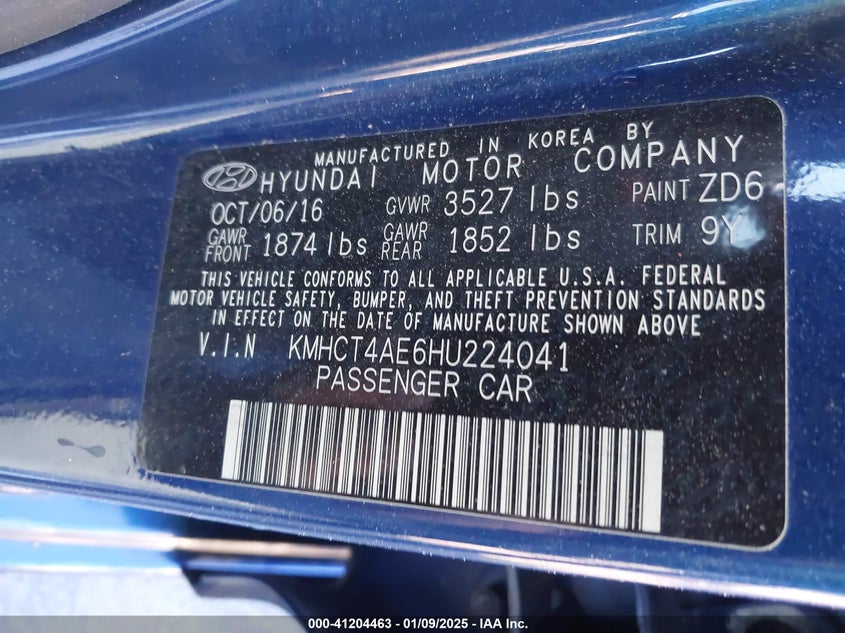 MANUFACTURED IN KOREA BY
HYUNDAI MOTOR COMPANY
OCT/06/16 GVWR 3527 lbs PAINT ZD6
GAWR FRONT 1874 lbs GAWR REAR 1852 lbs TRIM 9Y
THIS VEHICLE CONFORMS TO ALL APPLICABLE U.S.A. FEDERAL
MOTOR VEHICLE SAFETY, BUMPER, AND THEFT PREVENTION STANDARDS
IN EFFECT ON THE DATE OF MANUFACTURE SHOWN ABOVE
V.I.N KMHCT4AE6HU224041
PASSENGER CAR
000-41204463 - 01/09/2025 - IAA Inc.